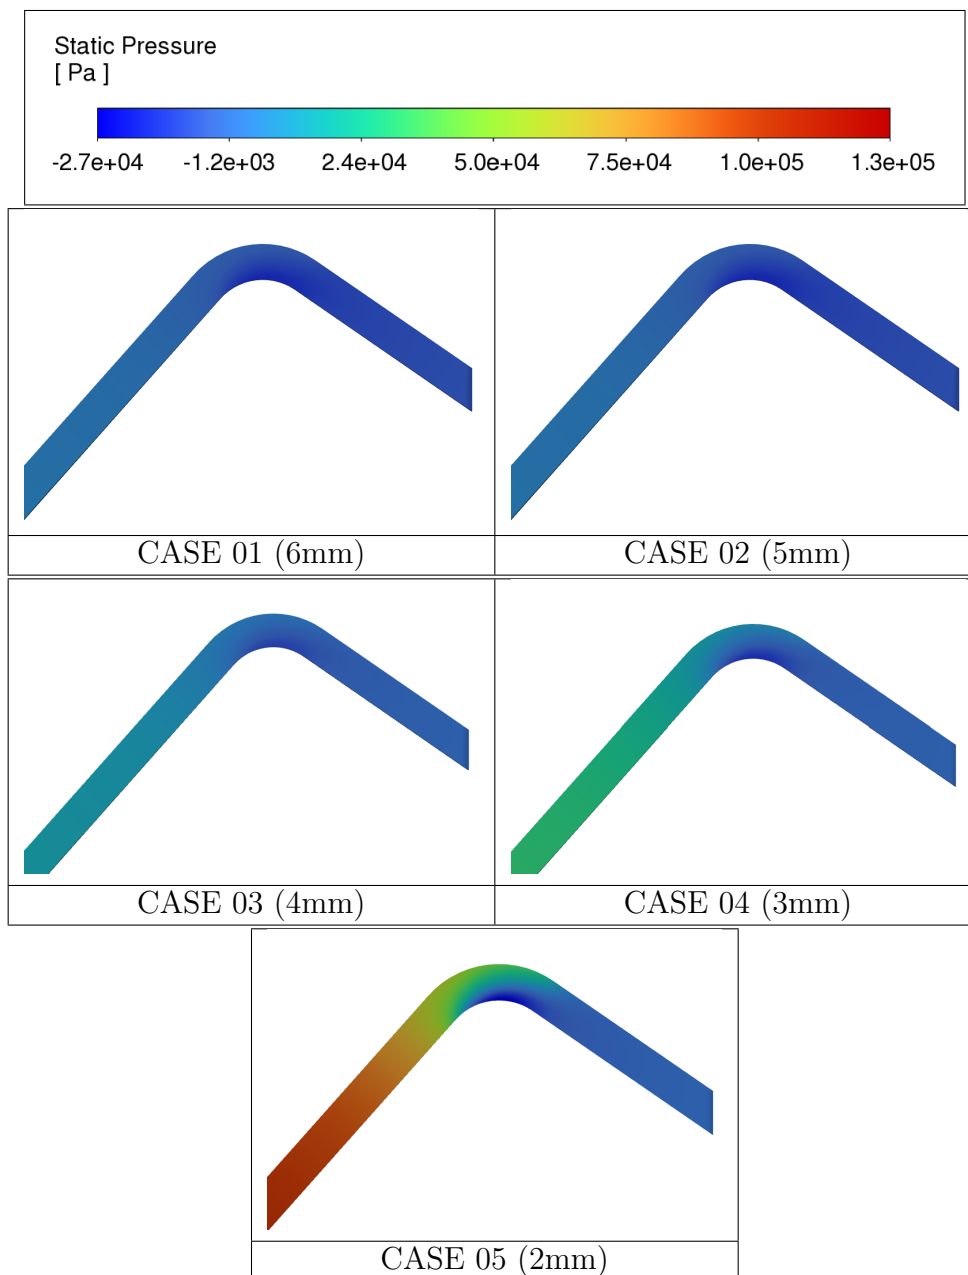 Static Pressure
[ Pa ]
-2.7e+04 -1.2e+03 2.4e+04 5.0e+04 7.5e+04 1.0e+05 1.3e+05
CASE 01 (6mm) CASE 02 (5mm)
CASE 03 (4mm) CASE 04 (3mm)
CASE 05 (2mm)